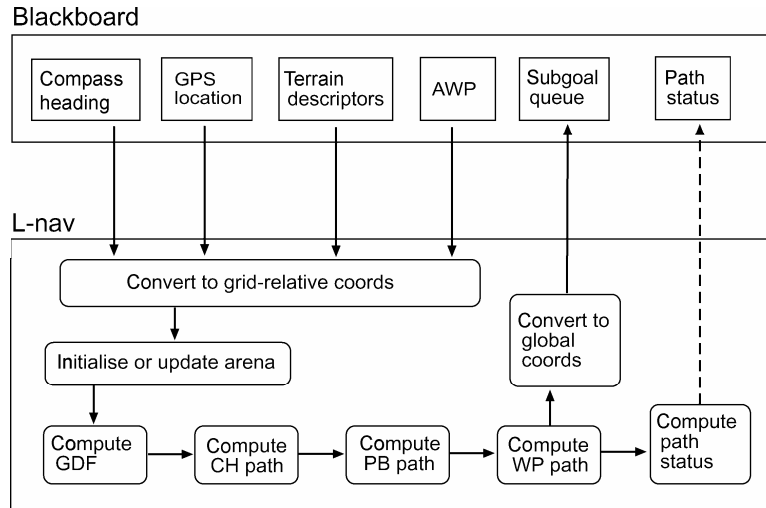 Blackboard
Compass
heading
GPS
location
Terrain
descriptors
AWP
Subgoal
queue
Path
status
L-nav
Convert to grid-relative coords
Convert to
global
coords
Initialise or update arena
Compute
GDF
Compute
CH path
Compute
PB path
Compute
WP path
Compute
path
status